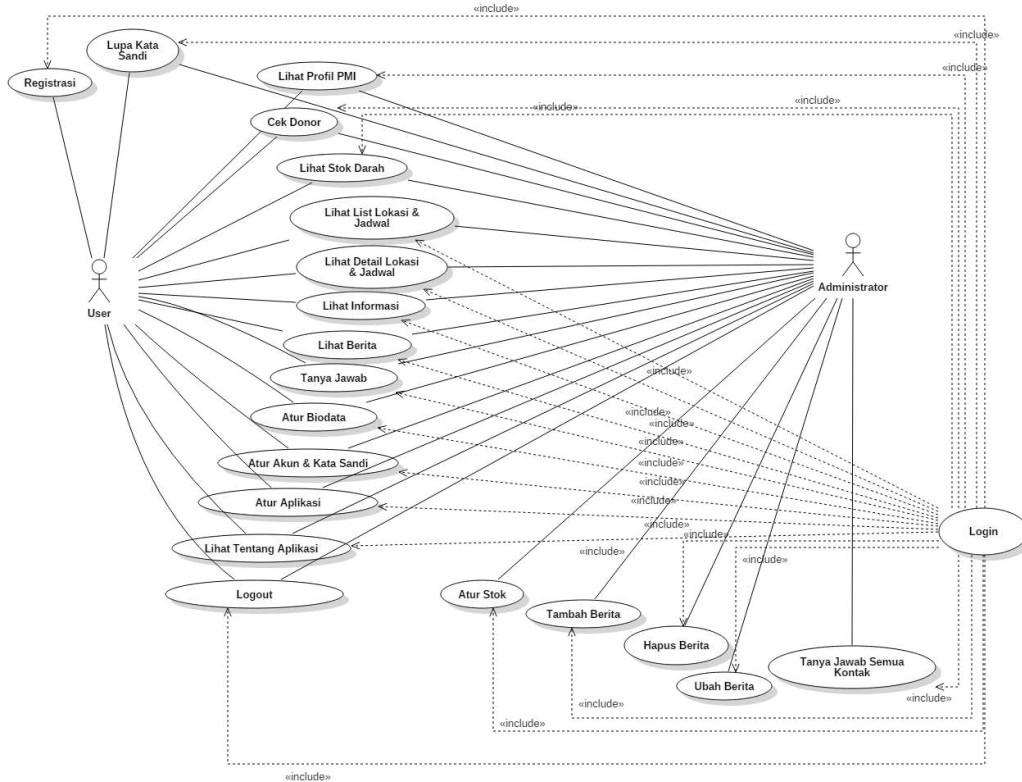 «include»
«include»
Lupa Kata
Sandi
Registrasi
Lihat Profil PMI
«include»
«include»
«include»
Cek Donor
Lihat Stok Darah
Lihat List Lokasi &
Jadwal
Lihat Detail Lokasi
& Jadwal
Administrator
User
Lihat Informasi
Lihat Berita
Tanya Jawab
«include»
Atur Biodata
«include»
«include»
«include»
Atur Akun & Kata Sandi
«include»
«include»
Atur Aplikasi
«include»
«include»
«include»
Login
Lihat Tentang Aplikasi
«include»
«include»
Logout
Atur Stok
Tambah Berita
Hapus Berita
Tanya Jawab Semua
Kontak
Ubah Berita
«include»
«include»
«include»
«include»